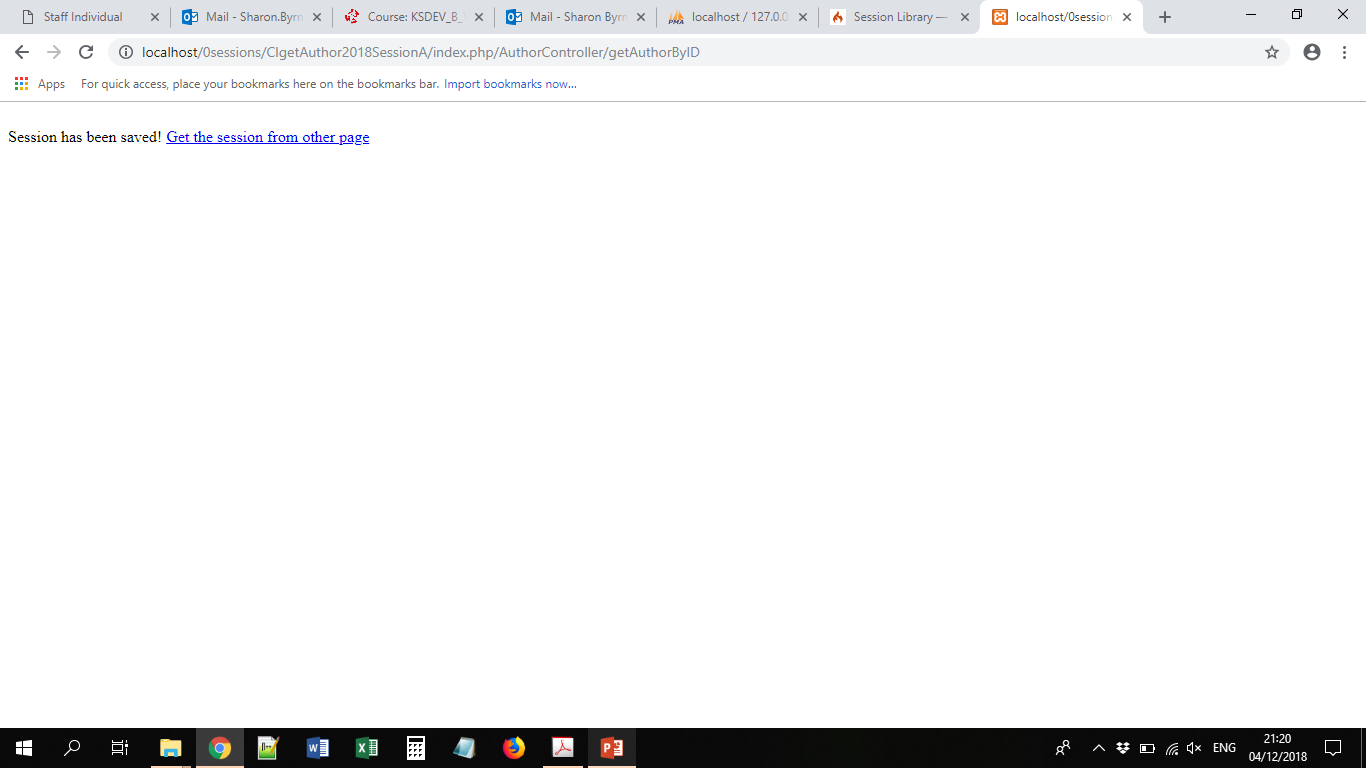 Staff Individual
Mail - Sharon.Byrn
Course: KSDEV_B_
Mail - Sharon Byrn
localhost / 127.0.0
Session Library —
localhost/0session
localhost/0sessions/CIgetAuthor2018SessionA/index.php/AuthorController/getAuthorByID
Apps For quick access, place your bookmarks here on the bookmarks bar. Import bookmarks now...
Session has been saved! Get the session from other page
ENG
21:20
04/12/2018